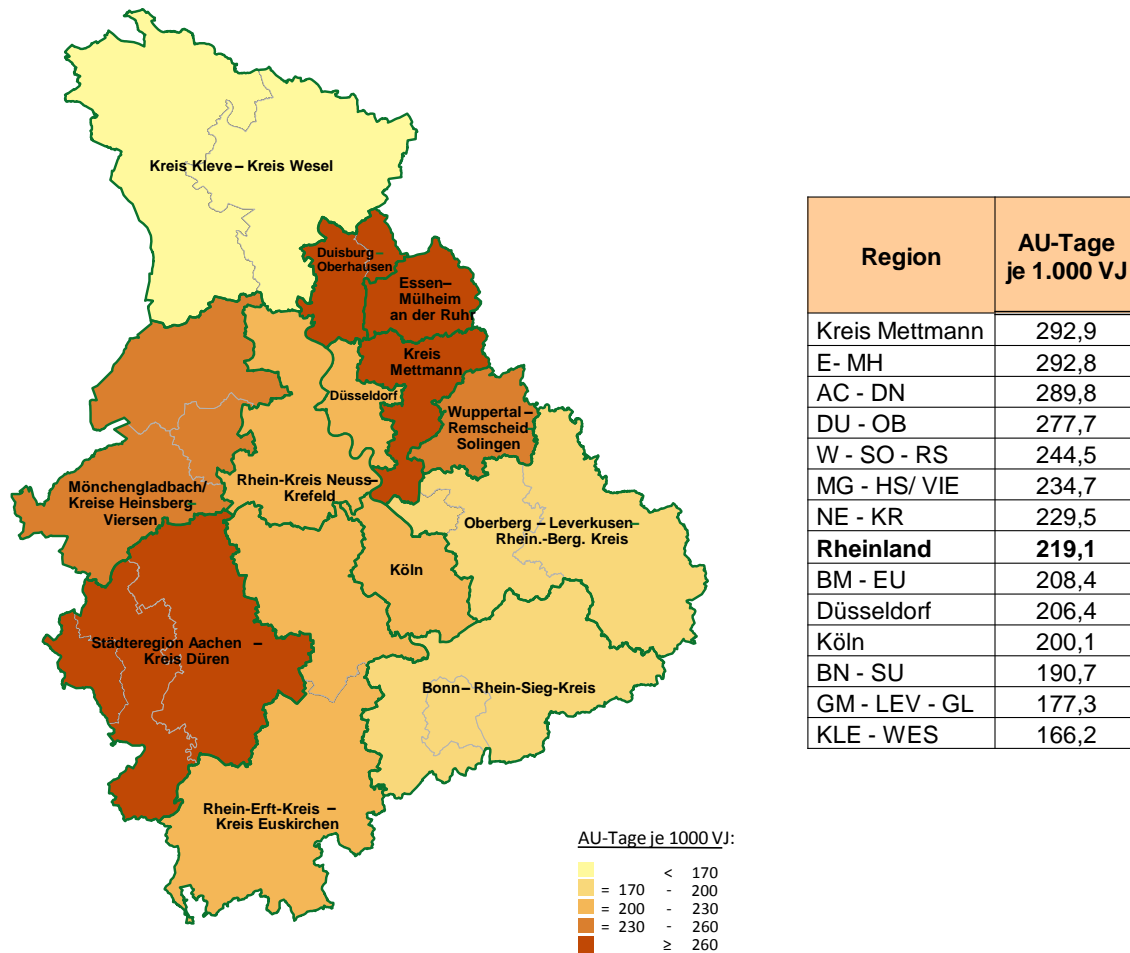 Kreis Kleve – Kreis Wesel
Duisburg–
Oberhausen
Essen–
Mülheim
an der Ruhr
Kreis
Mettmann
Düsseldorf
Wuppertal –
Remscheid
Solingen
Rhein-Kreis Neuss–
Krefeld
Mönchengladbach/
Kreise Heinsberg-
Viersen
Oberberg – Leverkusen–
Rhein.-Berg. Kreis
Köln
Städteregion Aachen –
Kreis Düren
Bonn – Rhein-Sieg-Kreis
Rhein-Erft-Kreis –
Kreis Euskirchen
AU-Tage je 1000 VJ:
< 170
= 170 - 200
= 200 - 230
= 230 - 260
≥ 260
Region AU-Tage
je 1.000 VJ
Kreis Mettmann 292,9
E- MH 292,8
AC - DN 289,8
DU - OB 277,7
W - SO - RS 244,5
MG - HS/ VIE 234,7
NE - KR 229,5
Rheinland 219,1
BM - EU 208,4
Düsseldorf 206,4
Köln 200,1
BN - SU 190,7
GM - LEV - GL 177,3
KLE - WES 166,2